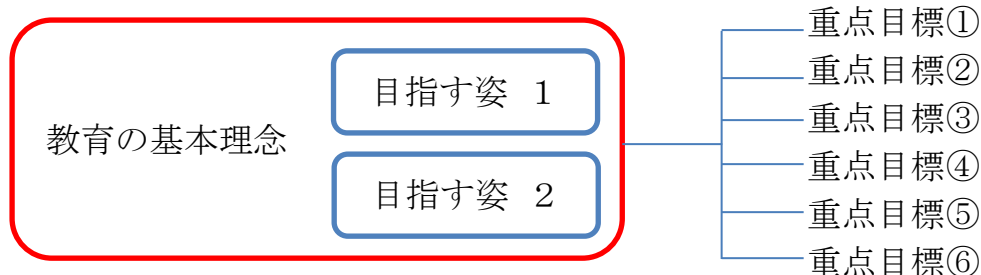 教育の基本理念
目指す姿 1
目指す姿 2
重点目標①
重点目標②
重点目標③
重点目標④
重点目標⑤
重点目標⑥